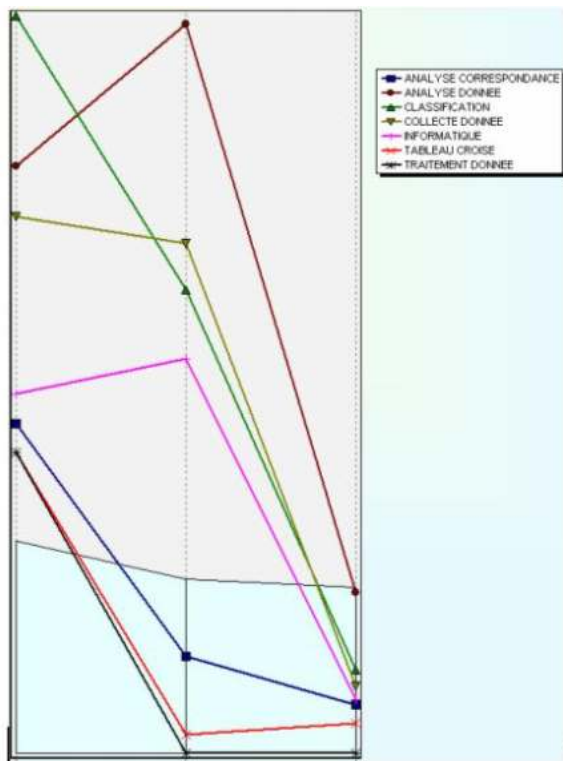 ANALYSE CORRESPONDANCE
ANALYSE DONNEE
CLASSIFICATION
COLLECTE DONNEE
INFORMATIQUE
TABLEAU CROISE
TRAITEMENT DONNEE